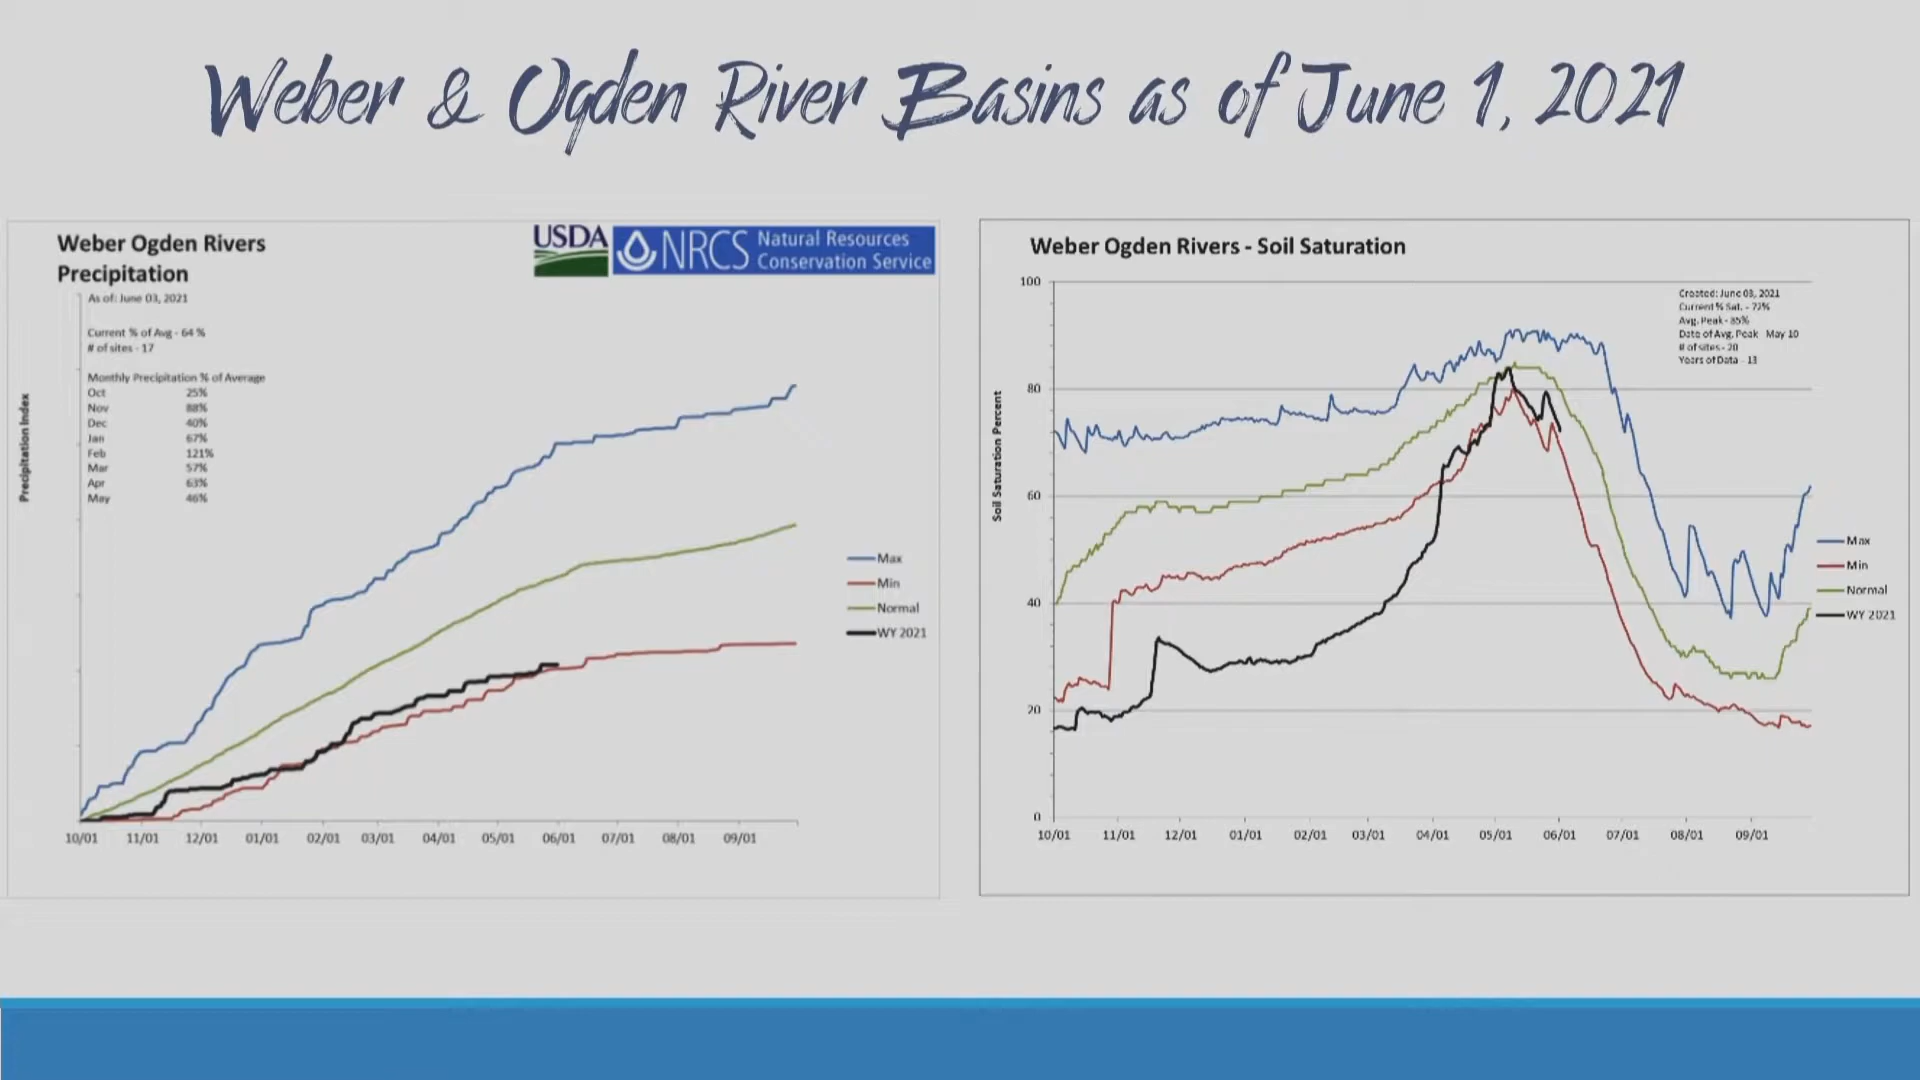 Weber & Ogden River Basins as of June 1, 2021
Weber Ogden Rivers
Precipitation
USDA
NRCS
Natural Resources
Conservation Service
As of: June 03, 2021
Current % of Avg - 64 %
# of sites - 17
Monthly Precipitation % of Average
Oct 25%
Nov 88%
Dec 40%
Jan 67%
Feb 121%
Mar 57%
Apr 63%
May 46%
Precipitation Index
Max
Min
Normal
WY 2021
10/01 11/01 12/01 01/01 02/01 03/01 04/01 05/01 06/01 07/01 08/01 09/01
Weber Ogden Rivers - Soil Saturation
Created: June 03, 2021
Current % Sat. - 72%
Avg. Peak - 85%
Date of Avg. Peak May 10
# of sites - 20
Years of Data - 13
Soil Saturation Percent
100
80
60
40
20
0
Max
Min
Normal
WY 2021
10/01 11/01 12/01 01/01 02/01 03/01 04/01 05/01 06/01 07/01 08/01 09/01